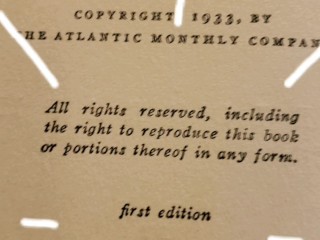 COPYRIGHT 1933, BY
THE ATLANTIC MONTHLY COMPAN
All rights reserved, including
the right to reproduce this book
or portions thereof in any form.
first edition